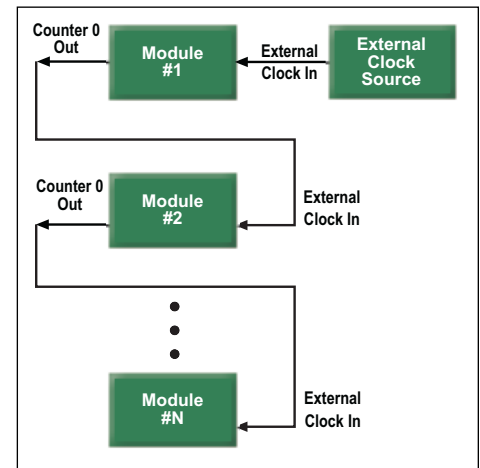 Counter 0
Out
Module
#1
External
Clock In
External
Clock
Source
Counter 0
Out
Module
#2
External
Clock In
Module
#N
External
Clock In